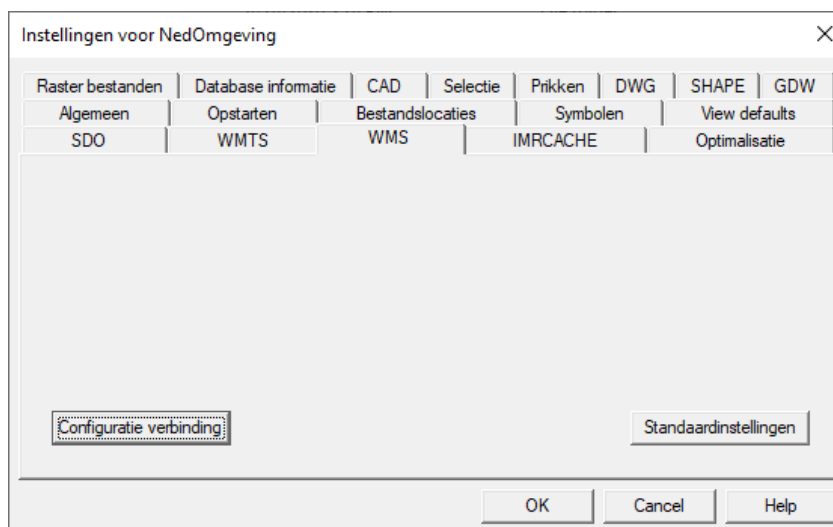 Instellingen voor NedOmgeving
Raster bestanden Database informatie CAD Selectie Prikken DWG SHAPE GDW
Algemeen Opstarten Bestandslocaties Symbolen View defaults
SDO WMTS WMS IMRCACHE Optimalisatie
Configuratie verbinding Standaardinstellingen
OK Cancel Help